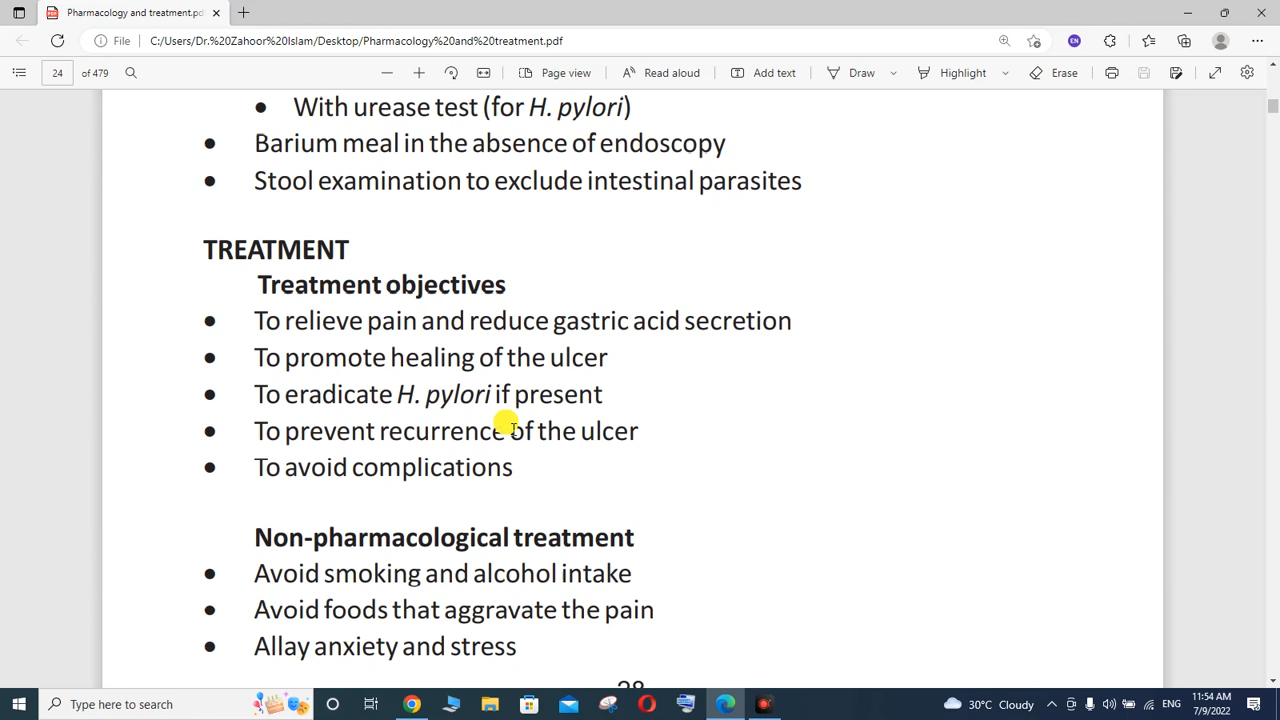 Pharmacology and treatment.pd
File C:/Users/Dr.%20Zahoor%20Islam/Desktop/Pharmacology%20and%20treatment.pdf
24 of 479 Page view Read aloud Add text Draw Highlight Erase
• With urease test (for H. pylori)
• Barium meal in the absence of endoscopy
• Stool examination to exclude intestinal parasites
TREATMENT
Treatment objectives
• To relieve pain and reduce gastric acid secretion
• To promote healing of the ulcer
• To eradicate H. pylori if present
• To prevent recurrence of the ulcer
• To avoid complications
Non-pharmacological treatment
• Avoid smoking and alcohol intake
• Avoid foods that aggravate the pain
• Allay anxiety and stress
Type here to search
30°C Cloudy ENG 11:54 AM
7/9/2022